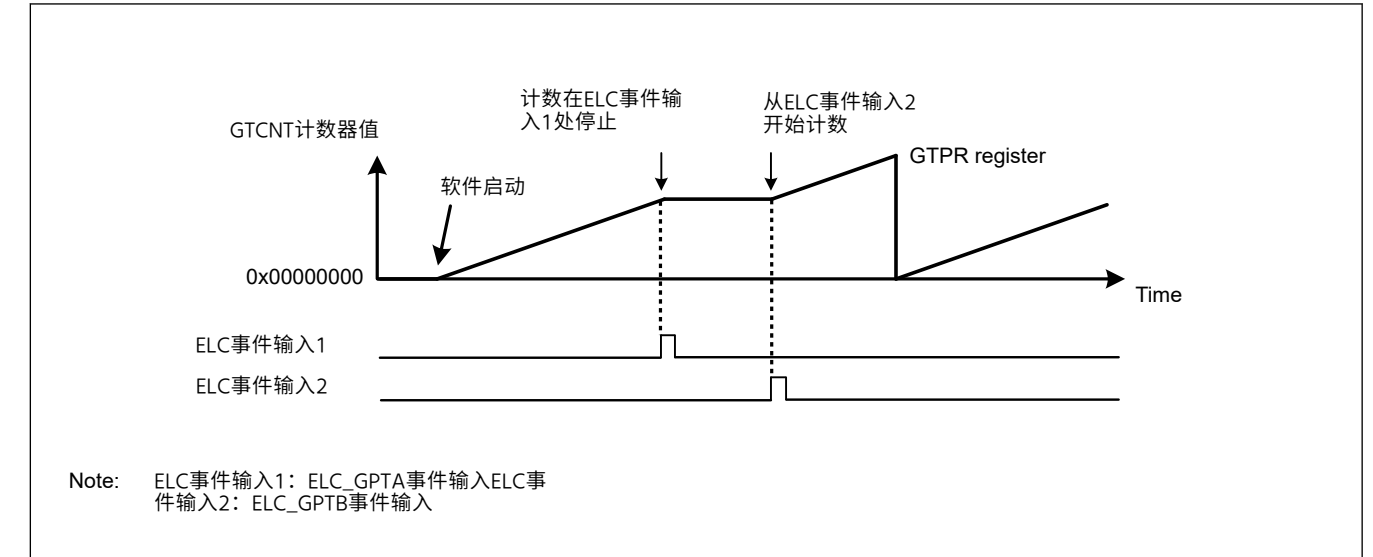 计数在ELC事件输
入1处停止
从ELC事件输入2
开始计数
GTCNT计数器值
GTPR register
软件启动
0x00000000
Time
ELC事件输入1
ELC事件输入2
Note: ELC事件输入1：ELC_GPTA事件输入ELC事
件输入2：ELC_GPTB事件输入